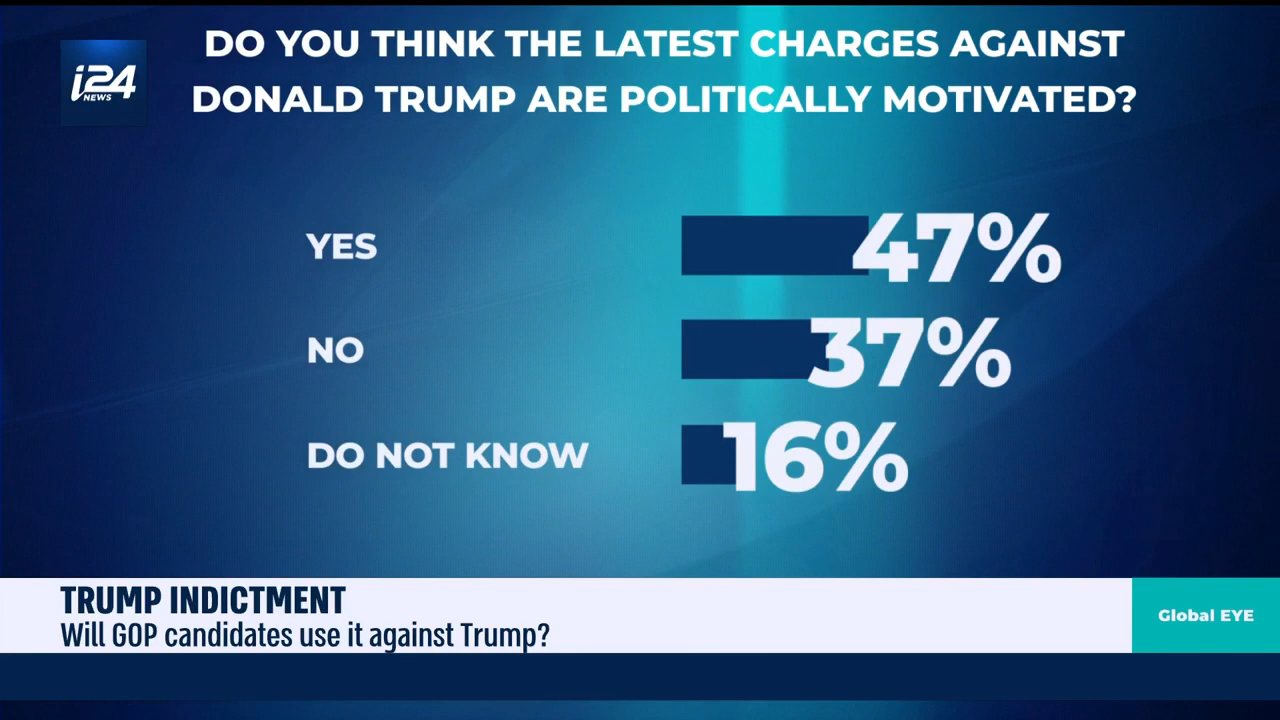 i24
NEWS
DO YOU THINK THE LATEST CHARGES AGAINST
DONALD TRUMP ARE POLITICALLY MOTIVATED?
YES 47%
NO 37%
DO NOT KNOW 16%
TRUMP INDICTMENT
Will GOP candidates use it against Trump?
Global EYE